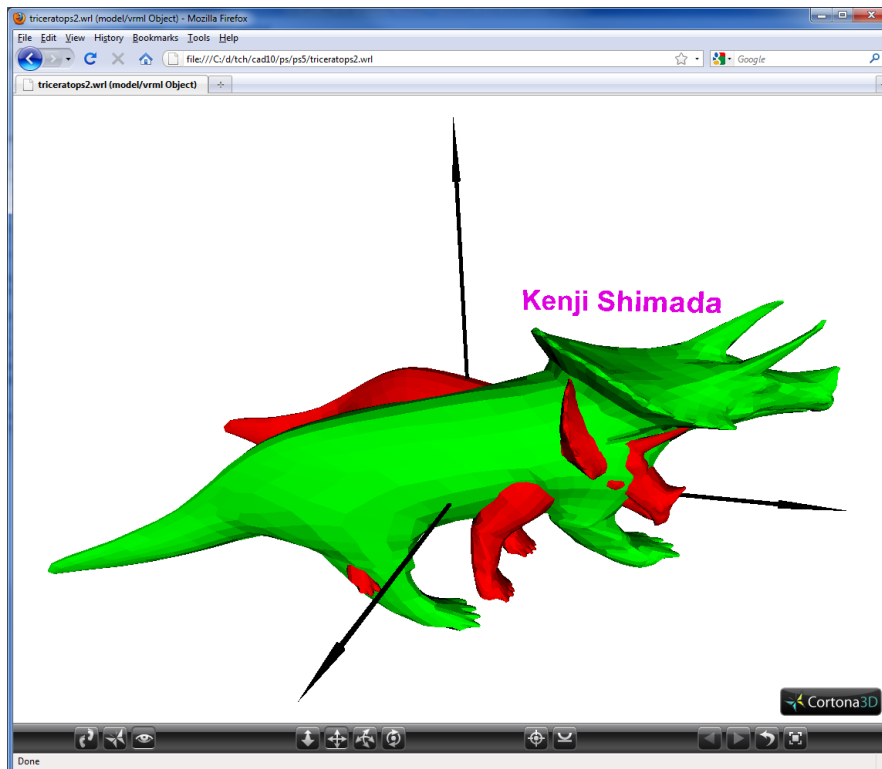 triceratops2.wrl (model/vrml Object) - Mozilla Firefox
File Edit View History Bookmarks Tools Help
file:///C:/d/tch/cad10/ps/ps5/triceratops2.wrl
Google
triceratops2.wrl (model/vrml Object)
Kenji Shimada
Cortona3D
Done